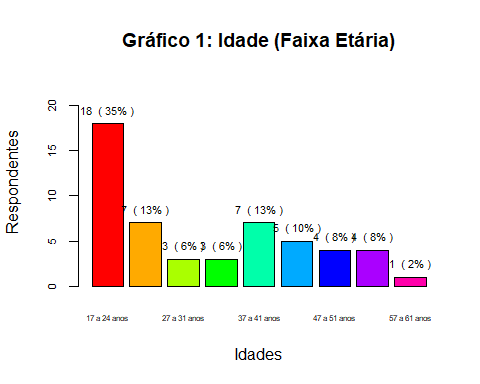 Gráfico 1: Idade (Faixa Etária)
Respondentes
20
15
10
5
0
18 ( 35% )
7 ( 13% )
3 ( 6% )
3 ( 6% )
7 ( 13% )
5 ( 10% )
4 ( 8% )
4 ( 8% )
1 ( 2% )
17 a 24 anos
27 a 31 anos
37 a 41 anos
47 a 51 anos
57 a 61 anos
Idades